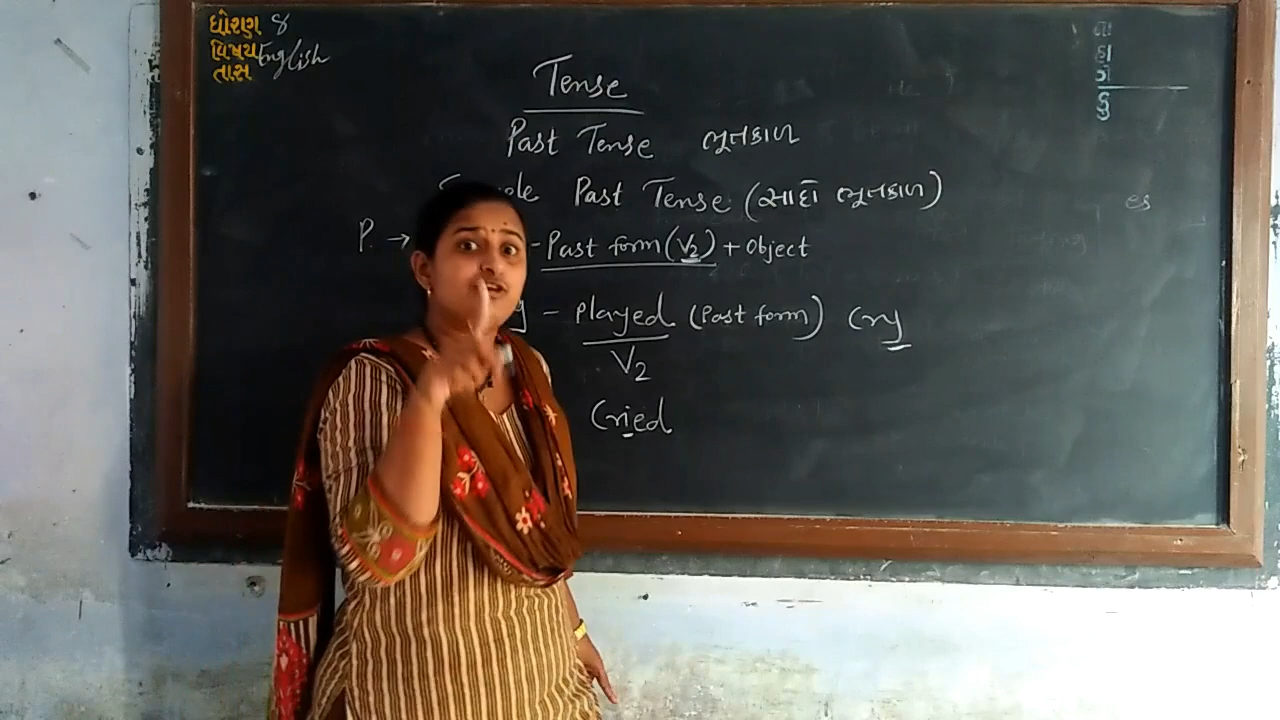 ધોરણ 8
વિષય English
તાસ
તા
હા
ગે
કુ
Tense
Past Tense ભૂતકાળ
Past Tense (સાદો ભૂતકાળ)
es
P. → - Past form (V2) + Object
y - Played (Past form) Cry
V2
Cried